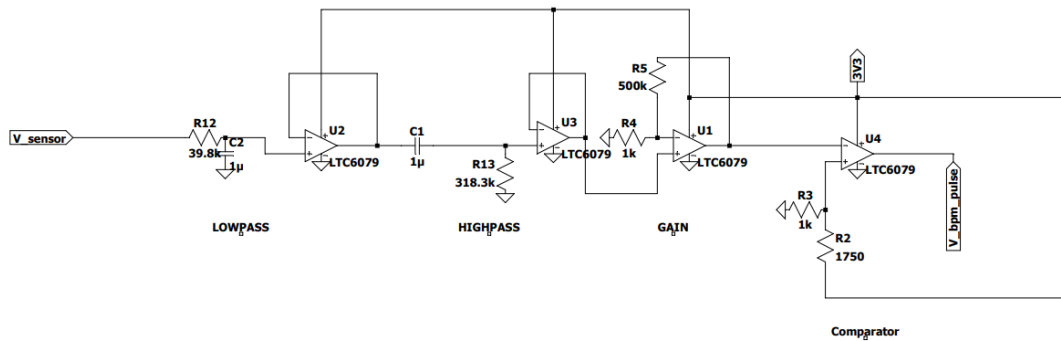 V_sensor
R12
39.8k
C2
1µ
U2
LTC6079
LOWPASS
C1
1µ
R13
318.3k
HIGHPASS
U3
LTC6079
R5
500k
R4
1k
U1
LTC6079
GAIN
3V3
U4
LTC6079
R3
1k
R2
1750
V_bpm_pulse
Comparator